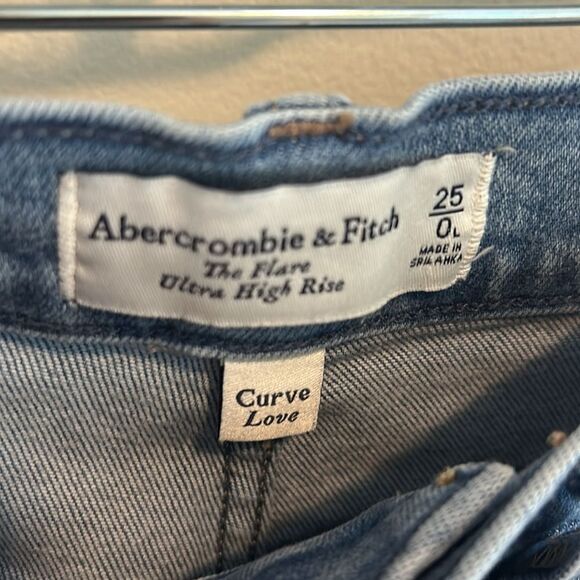 Abercrombie & Fitch
The Flare
Ultra High Rise
25
0L
MADE IN
SRI LANKA
Curve
Love